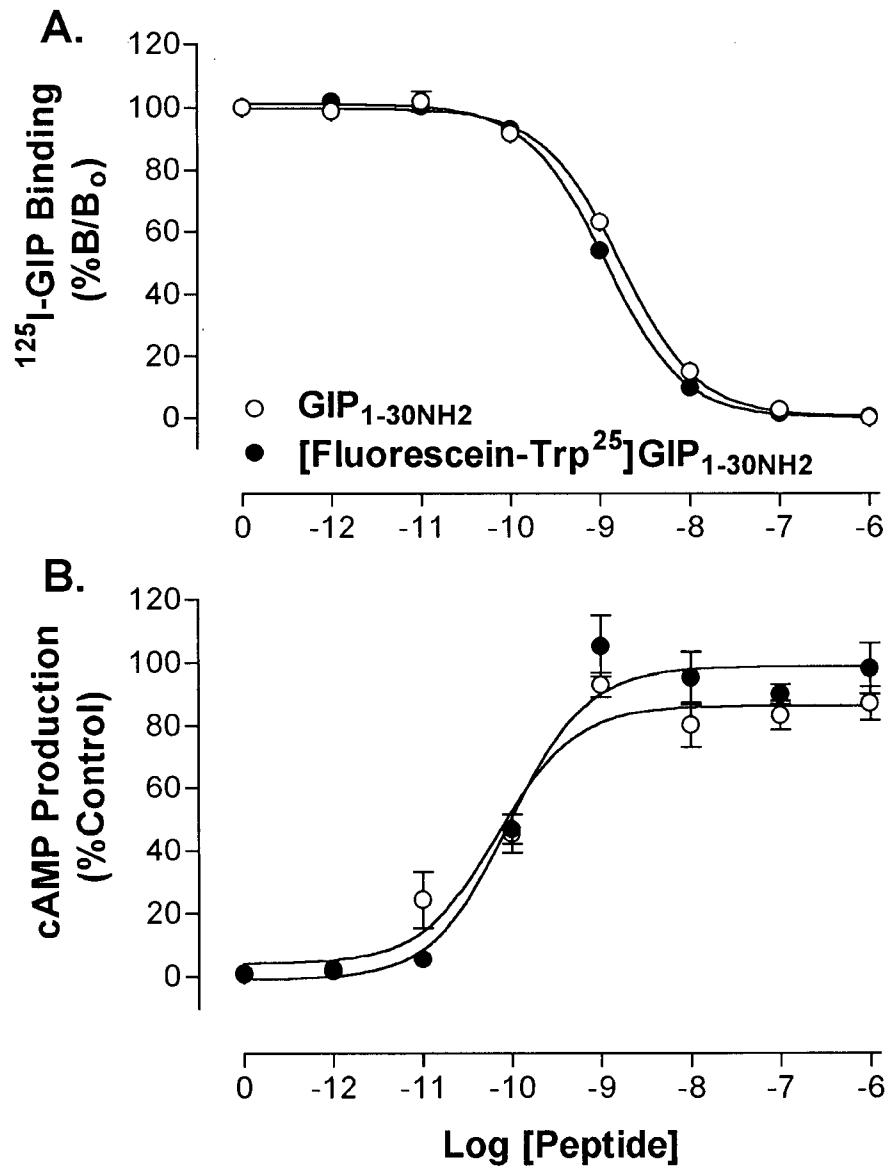 A.
120
100
80
60
40
20
0
¹²⁵I-GIP Binding
(%B/Bₒ)
GIP₁₋₃₀NH2
[Fluorescein-Trp²⁵]GIP₁₋₃₀NH2
0 -12 -11 -10 -9 -8 -7 -6
B.
120
100
80
60
40
20
0
cAMP Production
(%Control)
0 -12 -11 -10 -9 -8 -7 -6
Log [Peptide]